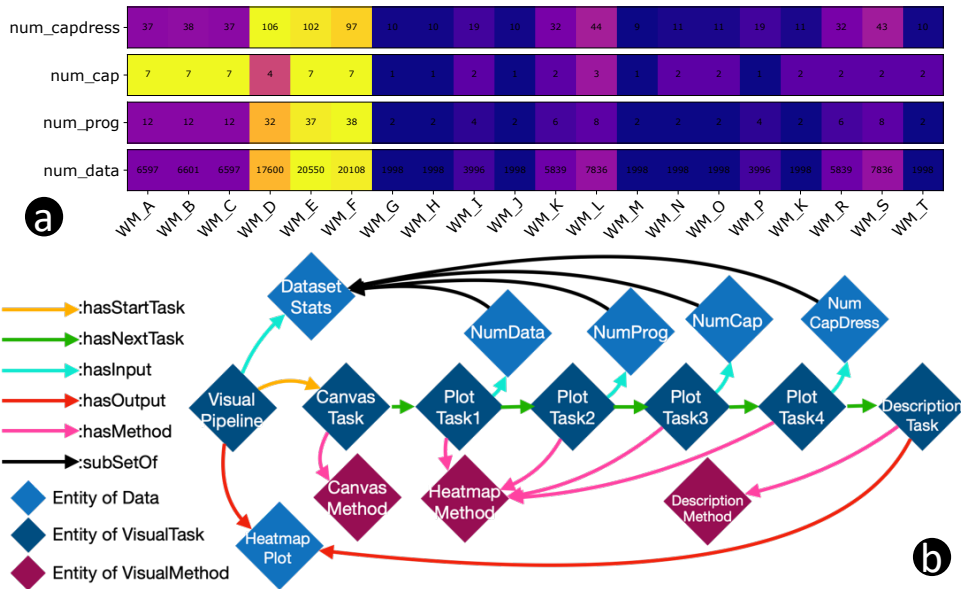 a
num_capdress 37 38 37 106 102 97 10 10 19 10 32 44 9 11 11 19 11 32 43 10
num_cap 7 7 7 4 7 7 1 1 2 1 2 3 1 2 2 1 2 2 2 2
num_prog 12 12 12 32 37 38 2 2 4 2 6 8 2 2 2 4 2 6 8 2
num_data 6597 6601 6597 17600 20550 20108 1998 1998 3996 1998 5839 7836 1998 1998 1998 3996 1998 5839 7836 1998
WM_A WM_B WM_C WM_D WM_E WM_F WM_G WM_H WM_I WM_J WM_K WM_L WM_M WM_N WM_O WM_P WM_K WM_R WM_S WM_T
:hasStartTask
:hasNextTask
:hasInput
:hasOutput
:hasMethod
:subSetOf
Entity of Data
Entity of VisualTask
Entity of VisualMethod
Dataset
Stats
NumData
NumProg
NumCap
Num
CapDress
Visual
Pipeline
Canvas
Task
Plot
Task1
Plot
Task2
Plot
Task3
Plot
Task4
Description
Task
Canvas
Method
Heatmap
Method
Description
Method
Heatmap
Plot
b